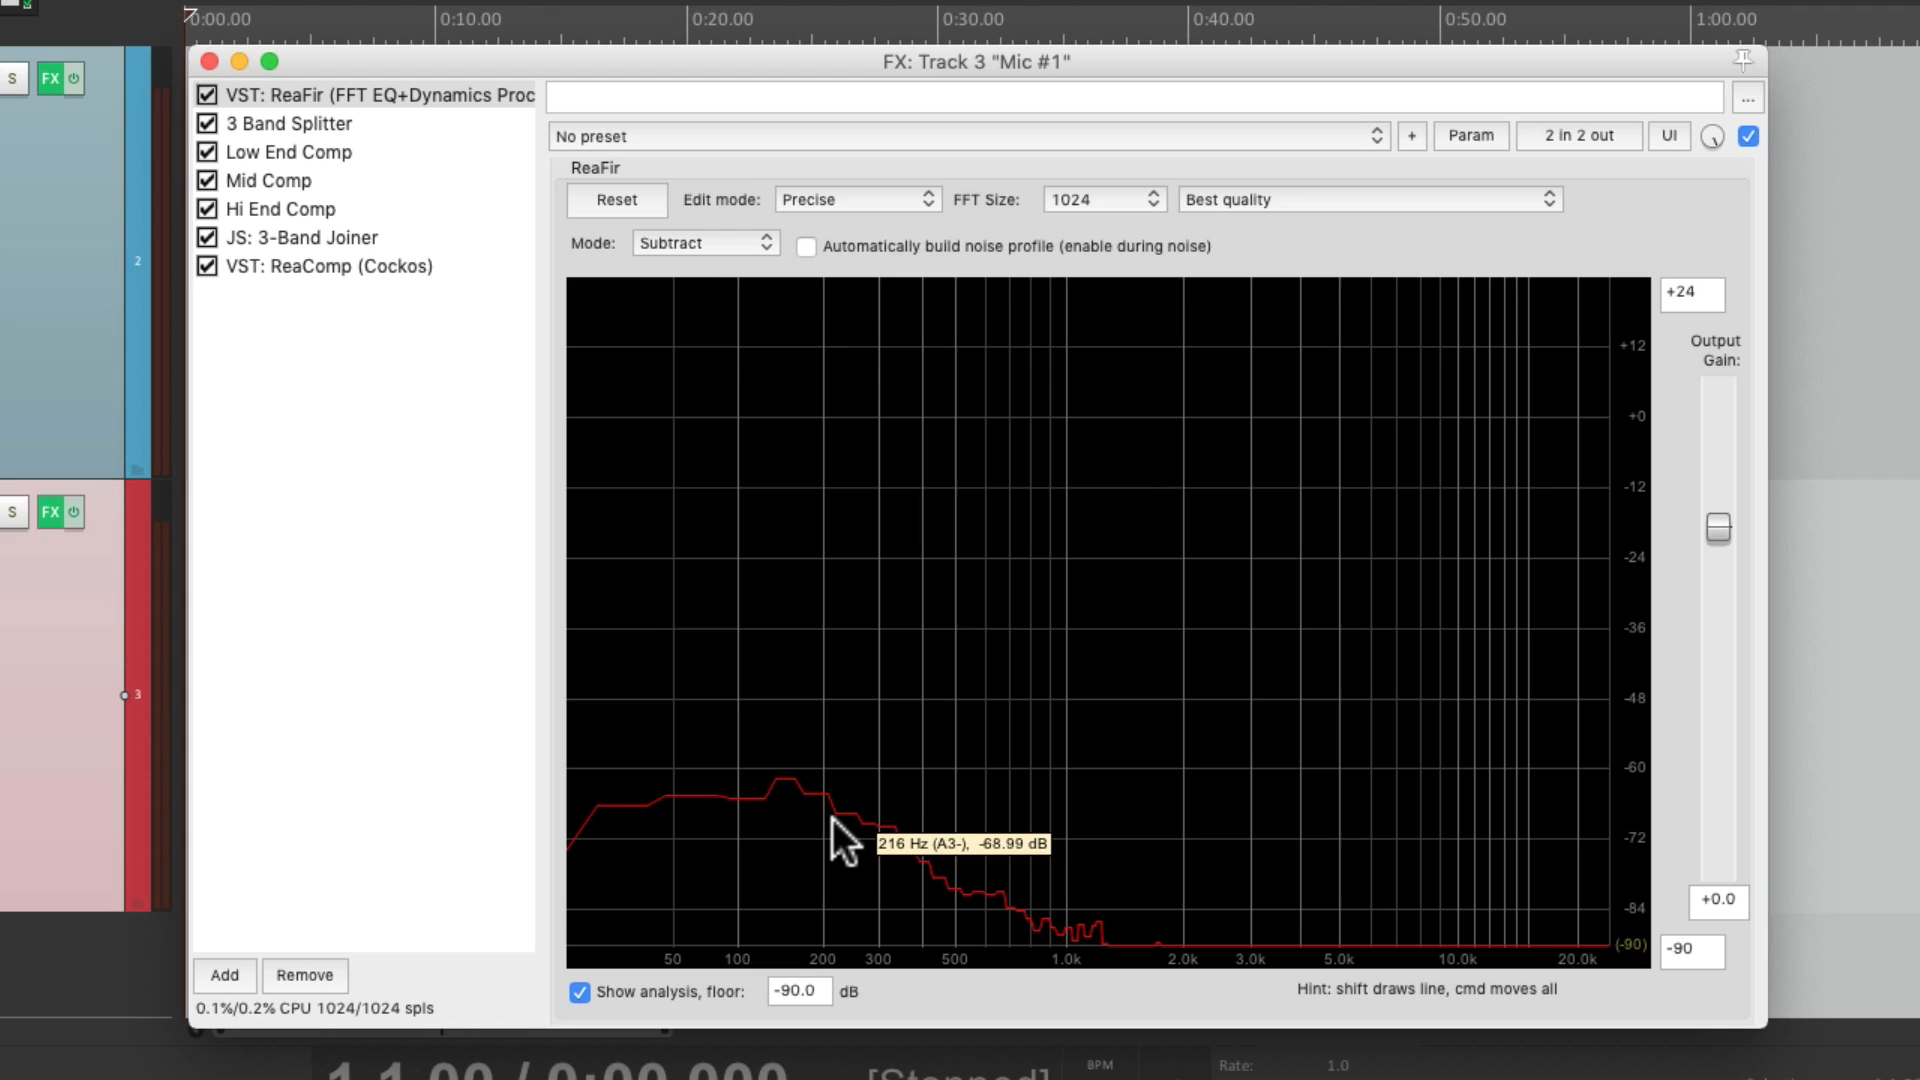 0:00.00 0:10.00 0:20.00 0:30.00 0:40.00 0:50.00 1:00.00
FX: Track 3 "Mic #1"
S FX
2
S FX
3
VST: ReaFir (FFT EQ+Dynamics Proc
3 Band Splitter
Low End Comp
Mid Comp
Hi End Comp
JS: 3-Band Joiner
VST: ReaComp (Cockos)
Add Remove
0.1%/0.2% CPU 1024/1024 spls
...
No preset + Param 2 in 2 out UI
ReaFir
Reset Edit mode: Precise FFT Size: 1024 Best quality
Mode: Subtract Automatically build noise profile (enable during noise)
+24
+12
Output
Gain:
+0
-12
-24
-36
-48
-60
-72
216 Hz (A3-), -68.99 dB
+0.0
-84
(-90) -90
50 100 200 300 500 1.0k 2.0k 3.0k 5.0k 10.0k 20.0k
Show analysis, floor: -90.0 dB
Hint: shift draws line, cmd moves all
1.1.00 / 0:00.000 [Stopped] BPM Rate: 1.0